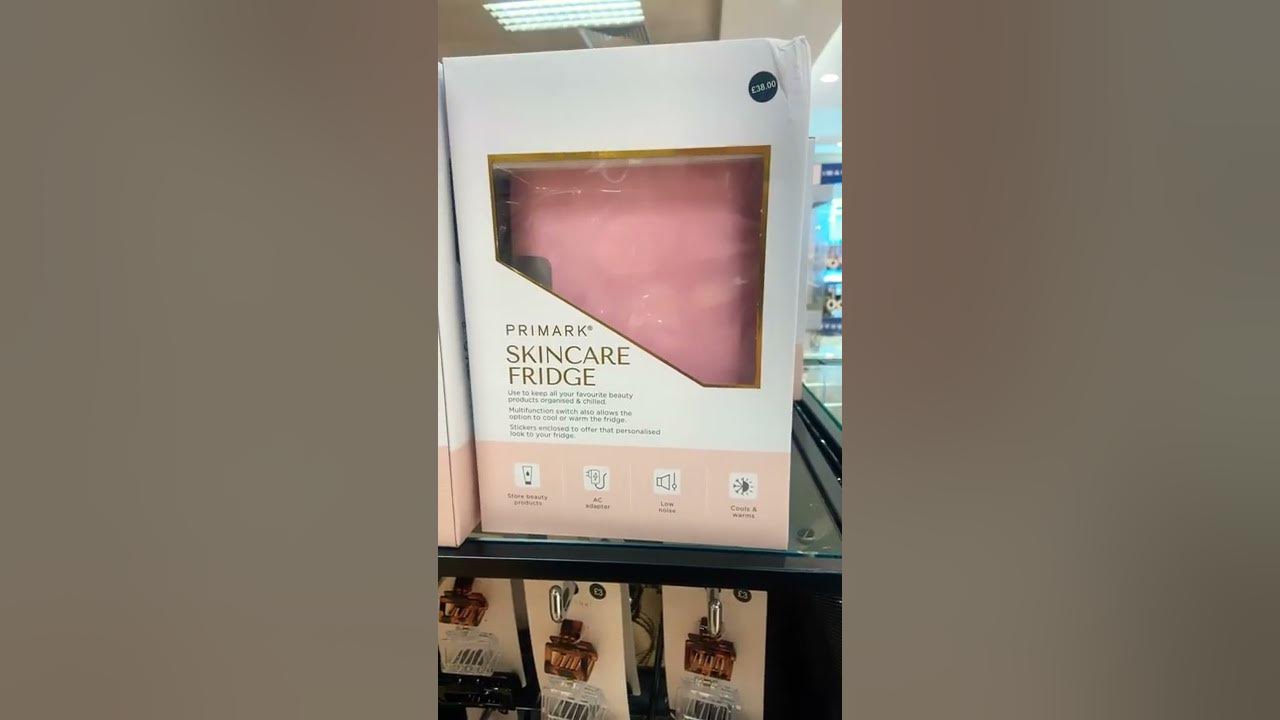 £38.00
PRIMARK®
SKINCARE
FRIDGE
Use to keep all your favourite beauty
products organised & chilled.
Multifunction switch also allows the
option to cool or warm the fridge.
Stickers enclosed to offer that personalised
look to your fridge.
Store beauty
products
AC
adapter
Low
noise
Cools &
warms
£3
£3